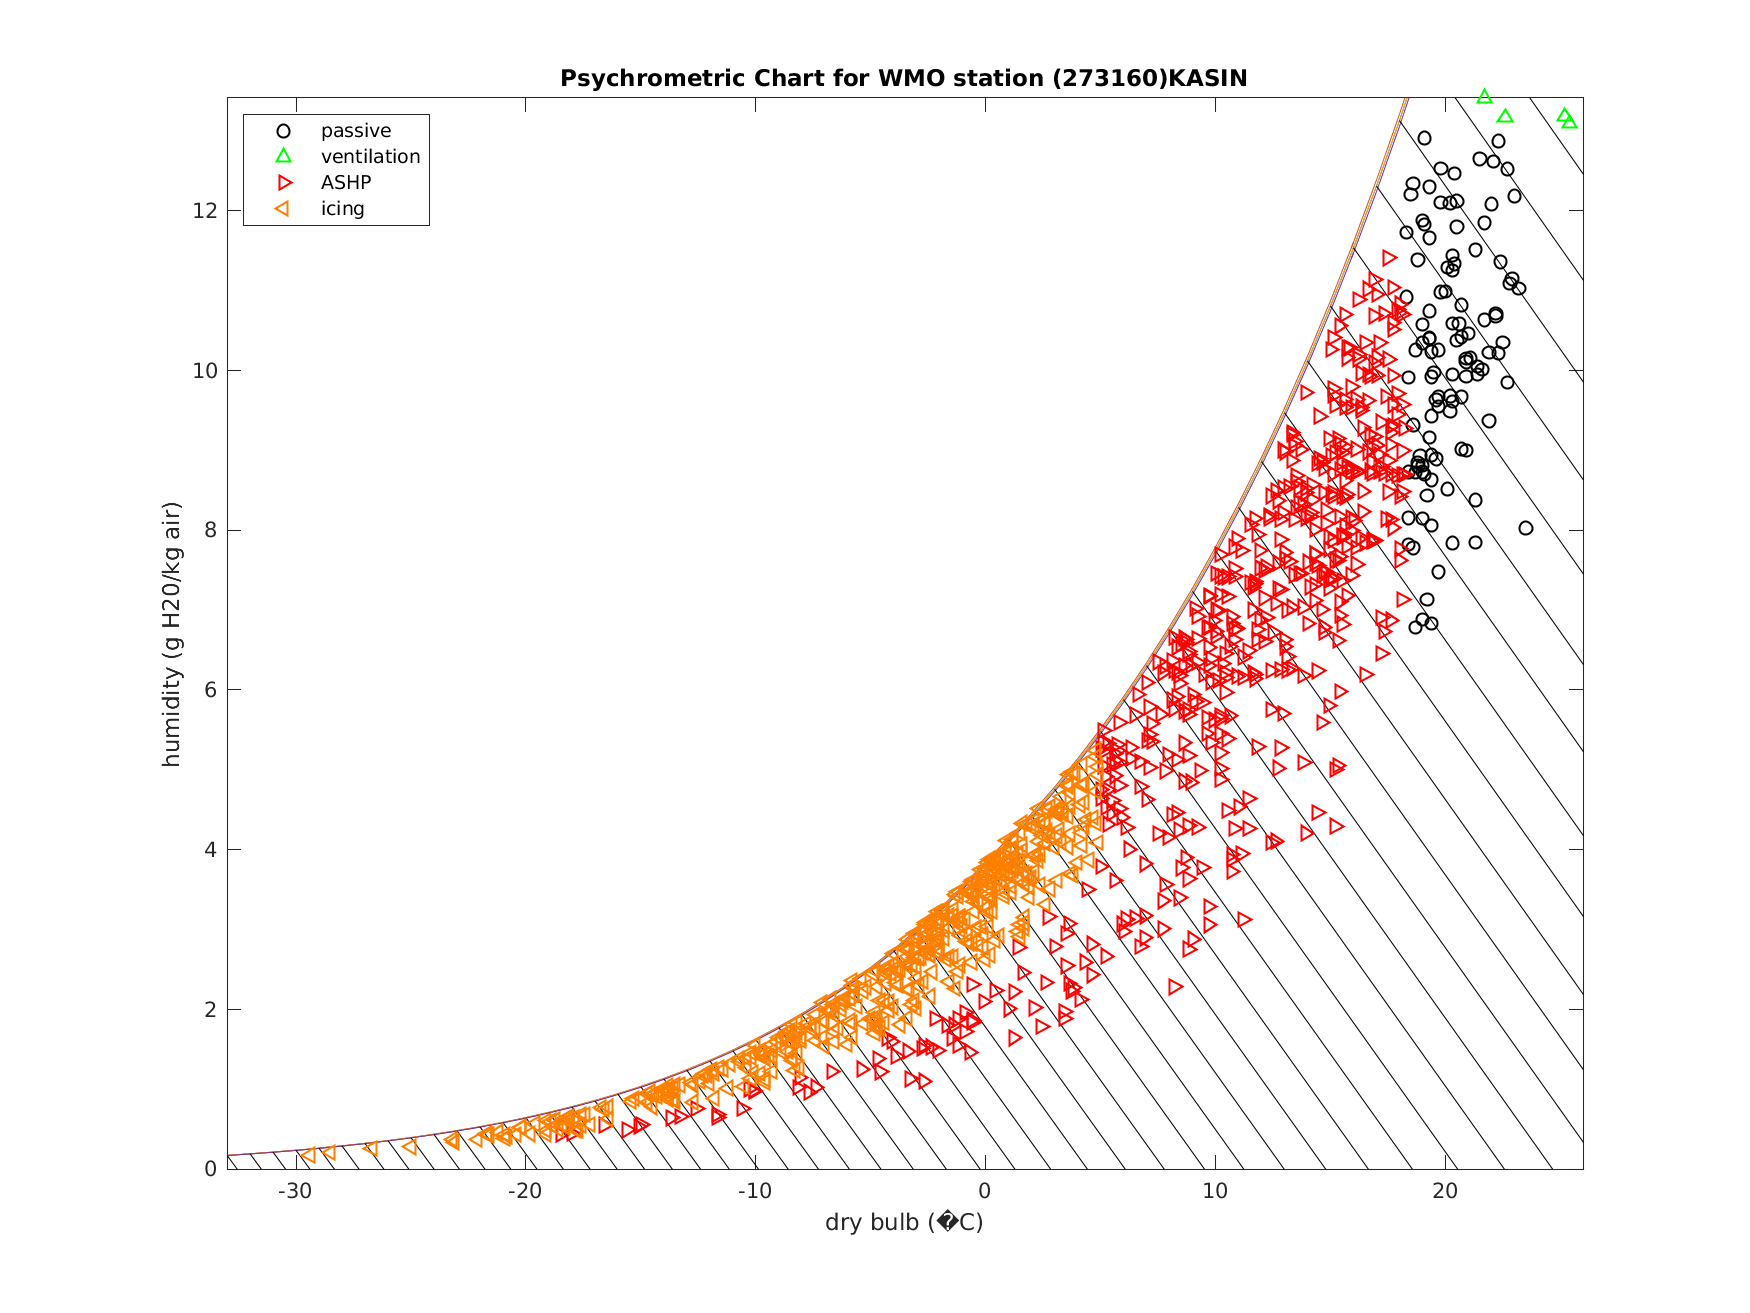 Psychrometric Chart for WMO station (273160)KASIN
passive
ventilation
ASHP
icing
humidity (g H20/kg air)
12
10
8
6
4
2
0
-30 -20 -10 0 10 20
dry bulb (�C)